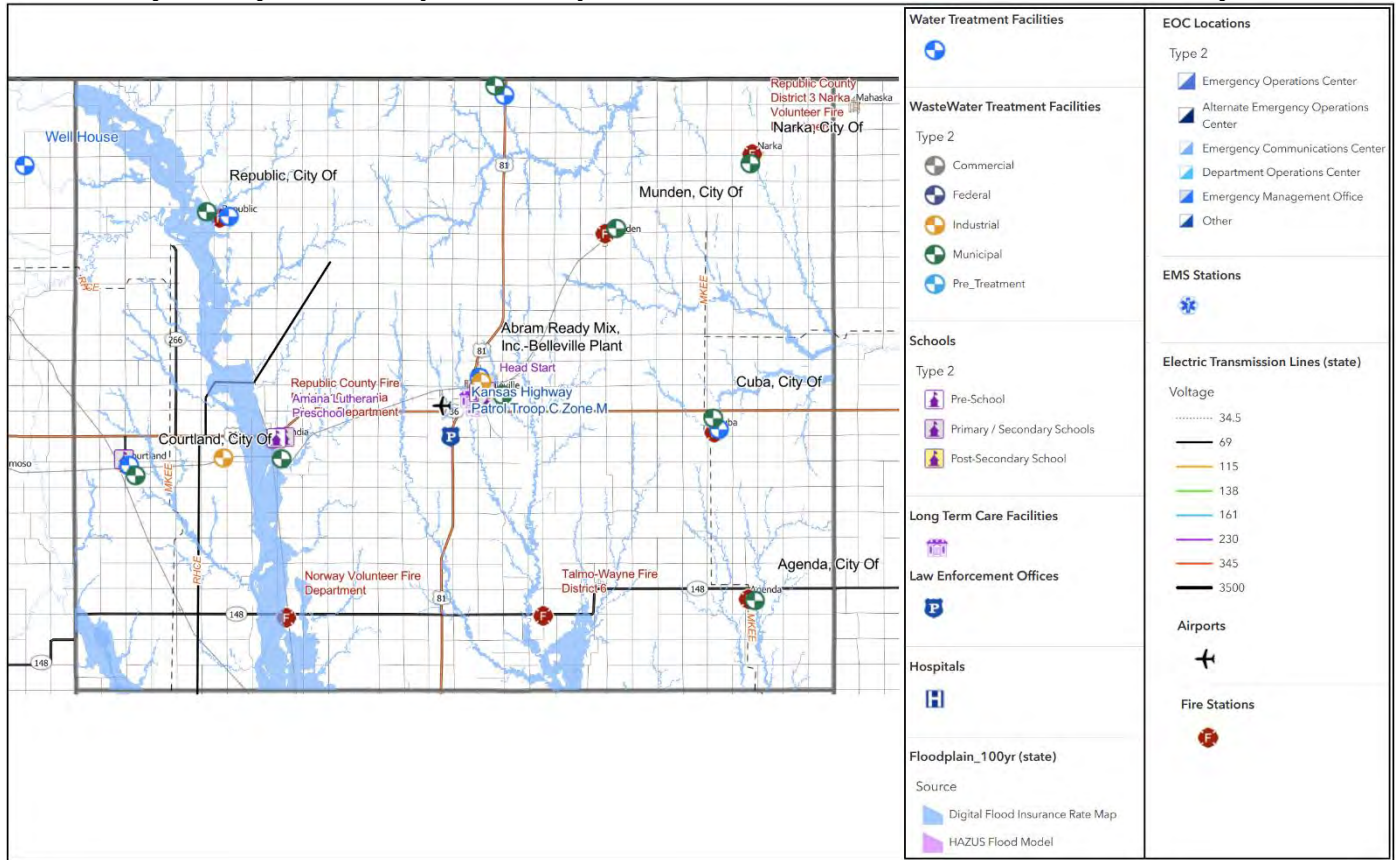 Republic County
District 3 Narka
Volunteer Fire
Mahaska
Narka, City Of
Narka
Well House
81
Republic, City Of
Munden, City Of
RHCE
MKEE
266
Abram Ready Mix,
Inc.-Belleville Plant
81
Head Start
Republic County Fire
Amana Lutheran
Preschool
Department
Kansas Highway
Patrol Troop C Zone M
36
Cuba, City Of
Courtland, City Of
MKEE
RHCE
Norway Volunteer Fire
Department
Talmo-Wayne Fire
District 6
Agenda, City Of
148
81
148
148
MKEE
Water Treatment Facilities
WasteWater Treatment Facilities
Type 2
Commercial
Federal
Industrial
Municipal
Pre_Treatment
Schools
Type 2
Pre-School
Primary / Secondary Schools
Post-Secondary School
Long Term Care Facilities
Law Enforcement Offices
P
Hospitals
H
Floodplain_100yr (state)
Source
Digital Flood Insurance Rate Map
HAZUS Flood Model
EOC Locations
Type 2
Emergency Operations Center
Alternate Emergency Operations
Center
Emergency Communications Center
Department Operations Center
Emergency Management Office
Other
EMS Stations
Electric Transmission Lines (state)
Voltage
34.5
69
115
138
161
230
345
3500
Airports
Fire Stations
F